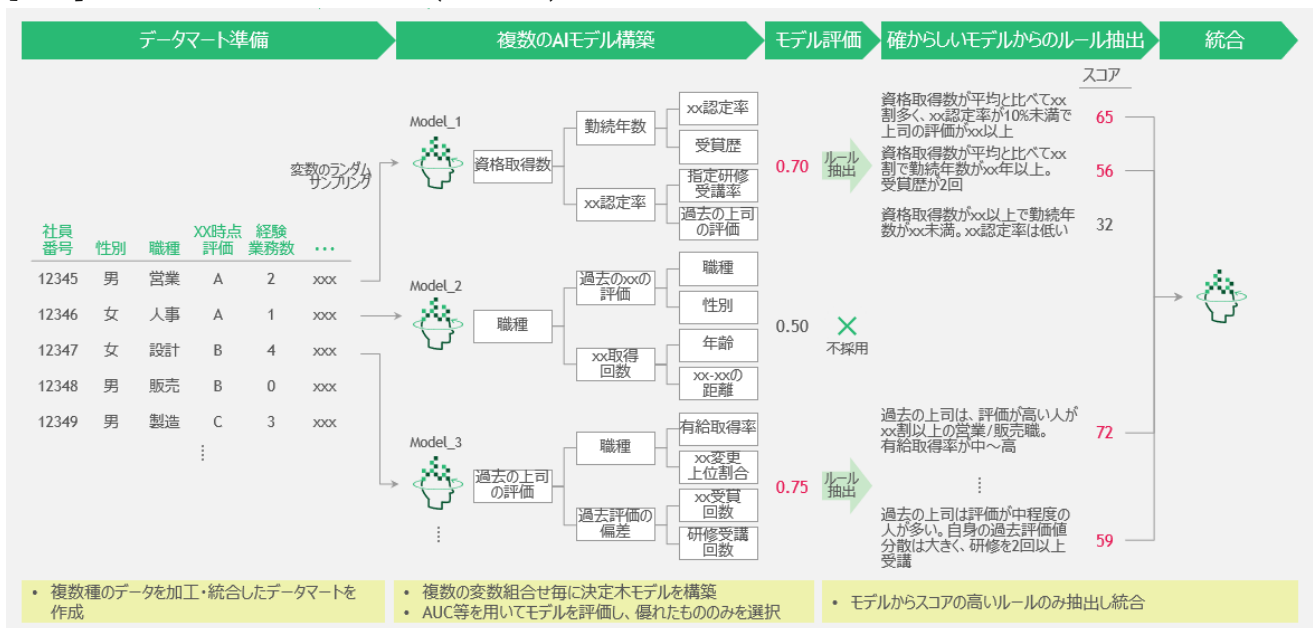 データマート準備
複数のAIモデル構築
モデル評価
確からしいモデルからのルール抽出
統合
変数のランダム
サンプリング
社員
番号
性別
職種
XX時点
評価
経験
業務数
…
12345 男 営業 A 2 xxx
12346 女 人事 A 1 xxx
12347 女 設計 B 4 xxx
12348 男 販売 B 0 xxx
12349 男 製造 C 3 xxx
Model_1
資格取得数
勤続年数
xx認定率
xx認定率
受賞歴
指定研修
受講率
過去の上司
の評価
0.70
ルール
抽出
スコア
資格取得数が平均と比べてxx
割多く、xx認定率が10%未満で
上司の評価がxx以上
65
資格取得数が平均と比べてxx
割で勤続年数がxx年以上。
受賞歴が2回
56
資格取得数がxx以上で勤続年
数がxx未満。xx認定率は低い
32
Model_2
職種
過去のxxの
評価
xx取得
回数
職種
性別
年齢
xx-xxの
距離
0.50
不採用
Model_3
過去の上司
の評価
職種
過去評価の
偏差
有給取得率
xx変更
上位割合
xx受賞
回数
研修受講
回数
0.75
ルール
抽出
過去の上司は、評価が高い人が
xx割以上の営業/販売職。
有給取得率が中～高
72
過去の上司は評価が中程度の
人が多い。自身の過去評価値
分散は大きく、研修を2回以上
受講
59
• 複数種のデータを加工・統合したデータマートを
作成
• 複数の変数組合せ毎に決定木モデルを構築
• AUC等を用いてモデルを評価し、優れたもののみを選択
• モデルからスコアの高いルールのみ抽出し統合